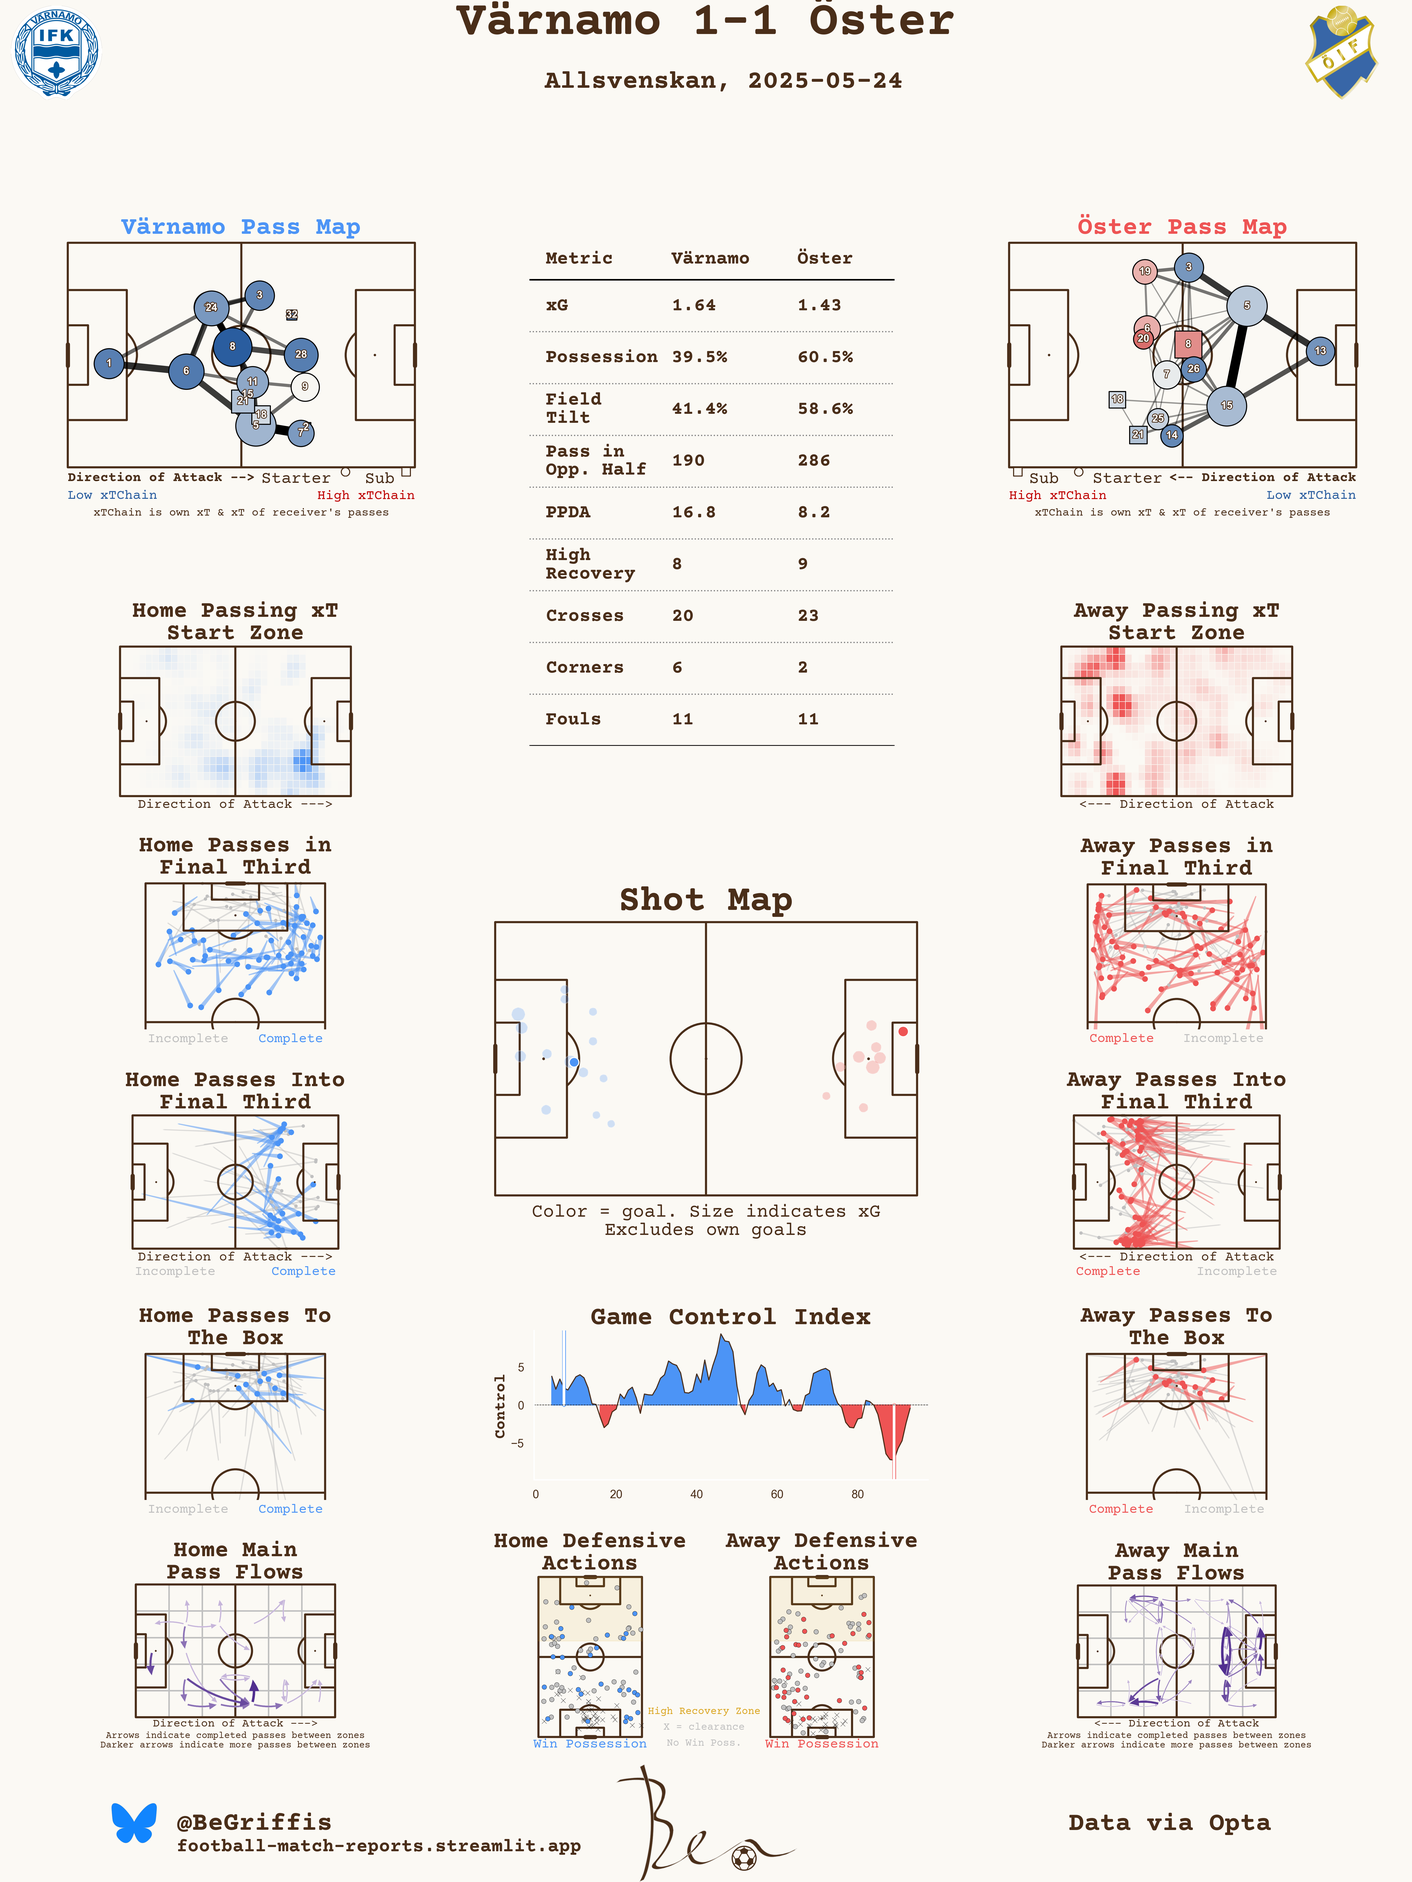 Värnamo 1-1 Öster
Allsvenskan, 2025-05-24
VÄRNAMO
IFK
ÖIF
Värnamo Pass Map
1
6
24
3
32
8
28
11
9
15
21
18
5
7
2
Direction of Attack --> Starter Sub
Low xTChain High xTChain
xTChain is own xT & xT of receiver's passes
Metric Värnamo Öster
xG 1.64 1.43
Possession 39.5% 60.5%
Field
Tilt 41.4% 58.6%
Pass in
Opp. Half 190 286
PPDA 16.8 8.2
High
Recovery 8 9
Crosses 20 23
Corners 6 2
Fouls 11 11
Öster Pass Map
19
3
5
6
20
8
13
7
26
18
15
25
21
14
Sub Starter <-- Direction of Attack
High xTChain Low xTChain
xTChain is own xT & xT of receiver's passes
Home Passing xT
Start Zone
Direction of Attack --->
Away Passing xT
Start Zone
<--- Direction of Attack
Home Passes in
Final Third
Incomplete Complete
Away Passes in
Final Third
Complete Incomplete
Shot Map
Color = goal. Size indicates xG
Excludes own goals
Home Passes Into
Final Third
Direction of Attack --->
Incomplete Complete
Away Passes Into
Final Third
<--- Direction of Attack
Complete Incomplete
Home Passes To
The Box
Incomplete Complete
Game Control Index
Control
5
0
−5
0 20 40 60 80
Away Passes To
The Box
Complete Incomplete
Home Main
Pass Flows
Direction of Attack --->
Arrows indicate completed passes between zones
Darker arrows indicate more passes between zones
Home Defensive
Actions
Win Possession
Away Defensive
Actions
Win Possession
High Recovery Zone
X = clearance
No Win Poss.
Away Main
Pass Flows
<--- Direction of Attack
Arrows indicate completed passes between zones
Darker arrows indicate more passes between zones
@BeGriffis
football-match-reports.streamlit.app
Ben
Data via Opta